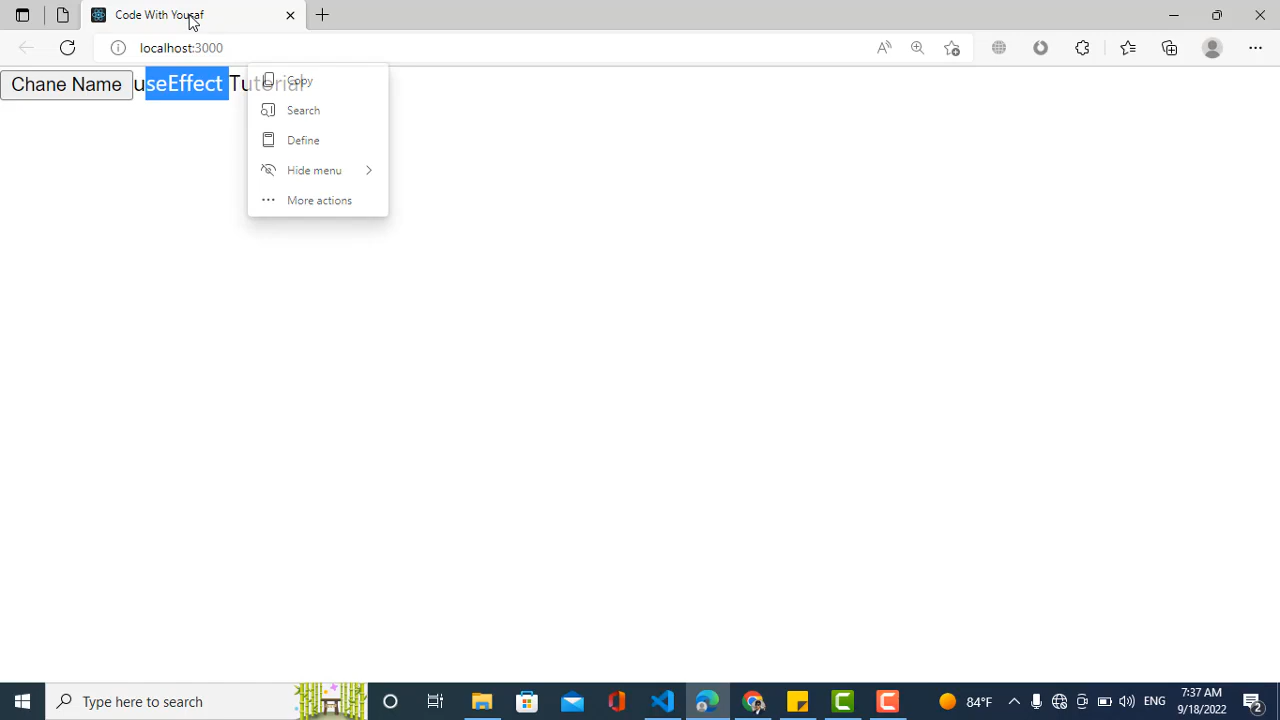 Code With Yousaf
localhost:3000
Chane Name useEffect Tutorial
Copy
Search
Define
Hide menu
More actions
Type here to search
84°F
ENG
7:37 AM
9/18/2022
2